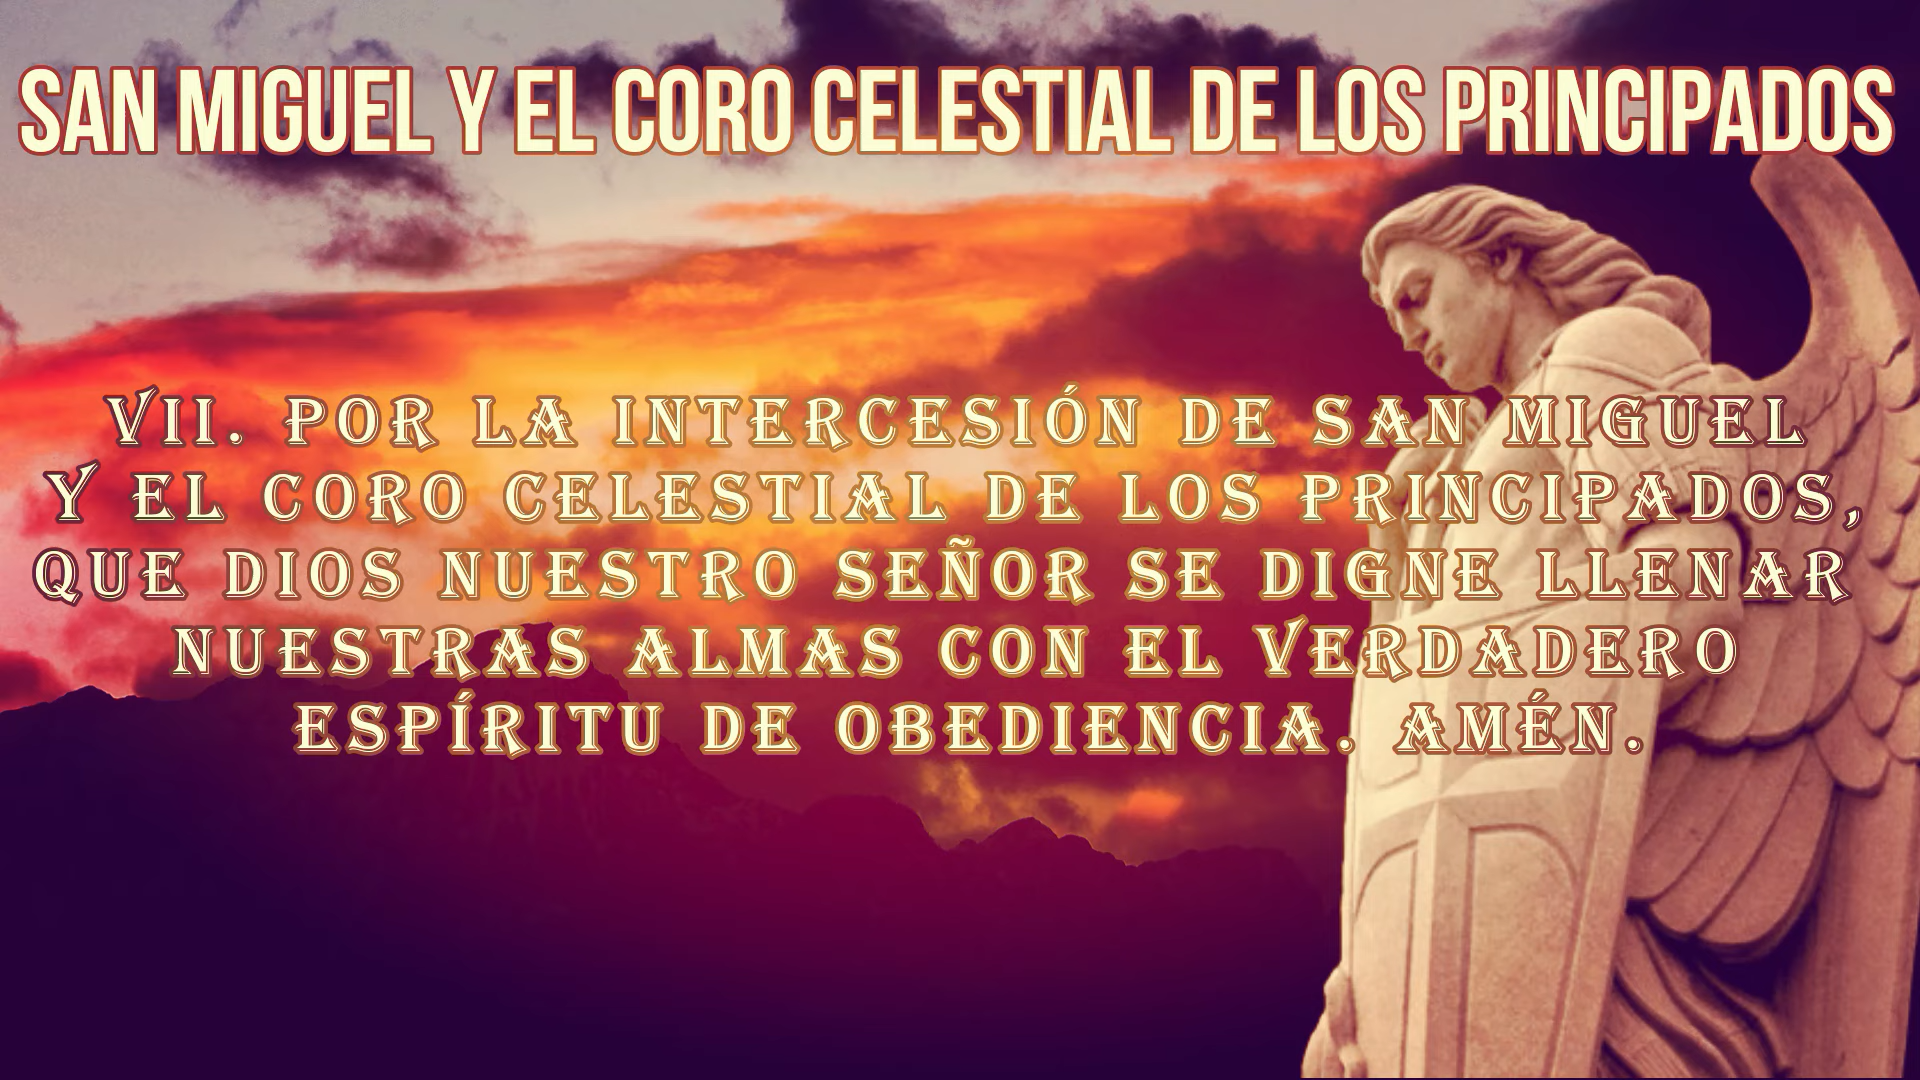 SAN MIGUEL Y EL CORO CELESTIAL DE LOS PRINCIPADOS
VII. POR LA INTERCESIÓN DE SAN MIGUEL
Y EL CORO CELESTIAL DE LOS PRINCIPADOS,
QUE DIOS NUESTRO SEÑOR SE DIGNE LLENAR
NUESTRAS ALMAS CON EL VERDADERO
ESPÍRITU DE OBEDIENCIA. AMÉN.